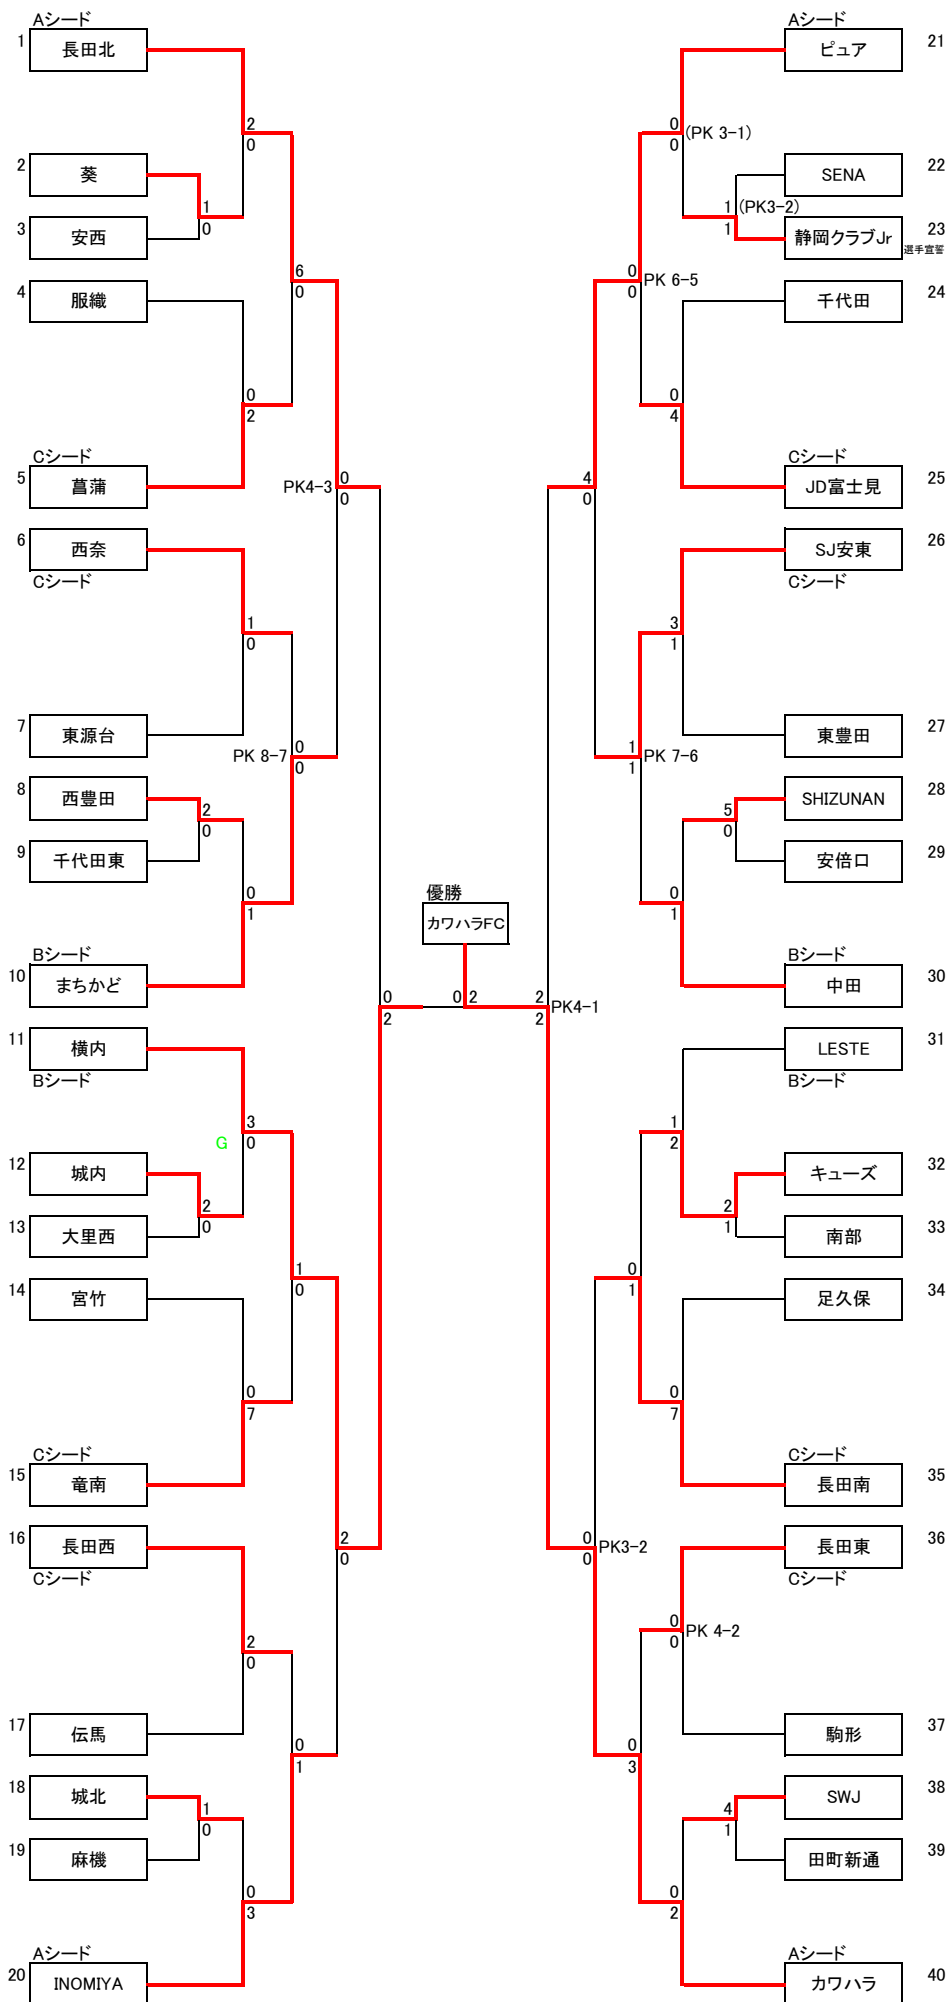 Aシード
1 長田北
2
0
2 葵
1
0
3 安西
6
0
4 服織
0
2
Cシード
5 菖蒲
PK4-3
0
0
6 西奈
Cシード
1
0
7 東源台
PK 8-7
0
0
8 西豊田
2
0
9 千代田東
0
1
Bシード
10 まちかど
0
2
11 横内
Bシード
3
0
G
12 城内
2
0
13 大里西
14 宮竹
1
0
0
7
Cシード
15 竜南
16 長田西
Cシード
2
0
2
0
17 伝馬
0
1
18 城北
1
0
19 麻機
0
3
Aシード
20 INOMIYA
優勝
カワハラFC
0 2
Aシード
ピュア 21
0
0
(PK 3-1)
SENA 22
1
1
(PK3-2)
静岡クラブJr 23
選手宣誓
0
0
PK 6-5
千代田 24
0
4
Cシード
JD富士見 25
4
0
SJ安東 26
Cシード
3
1
東豊田 27
1
1
PK 7-6
SHIZUNAN 28
5
0
安倍口 29
0
1
Bシード
中田 30
2
2
PK4-1
LESTE 31
Bシード
1
2
キューズ 32
2
1
南部 33
0
1
足久保 34
0
7
Cシード
長田南 35
0
0
PK3-2
長田東 36
Cシード
0
0
PK 4-2
駒形 37
0
3
SWJ 38
4
1
田町新通 39
0
2
Aシード
カワハラ 40